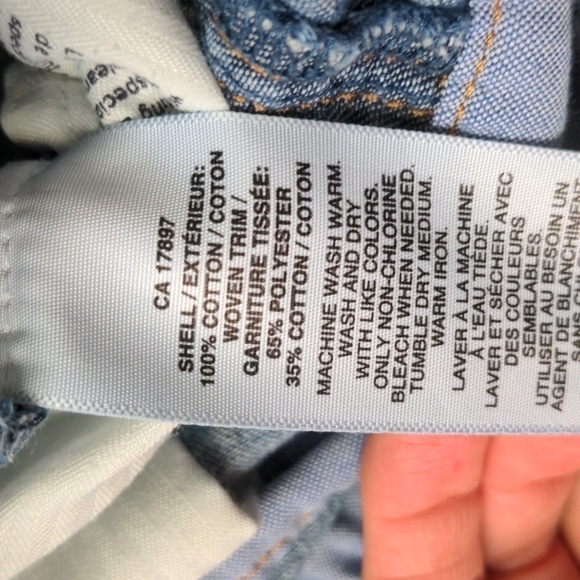 CA 17897
SHELL / EXTÉRIEUR:
100% COTTON / COTON
WOVEN TRIM /
GARNITURE TISSÉE:
65% POLYESTER
35% COTTON / COTON
MACHINE WASH WARM.
WASH AND DRY
WITH LIKE COLORS.
ONLY NON-CHLORINE
BLEACH WHEN NEEDED.
TUMBLE DRY MEDIUM.
WARM IRON.
LAVER À LA MACHINE
À L'EAU TIÈDE.
LAVER ET SÉCHER AVEC
DES COULEURS
SEMBLABLES.
UTILISER AU BESOIN UN
AGENT DE BLANCHIMENT